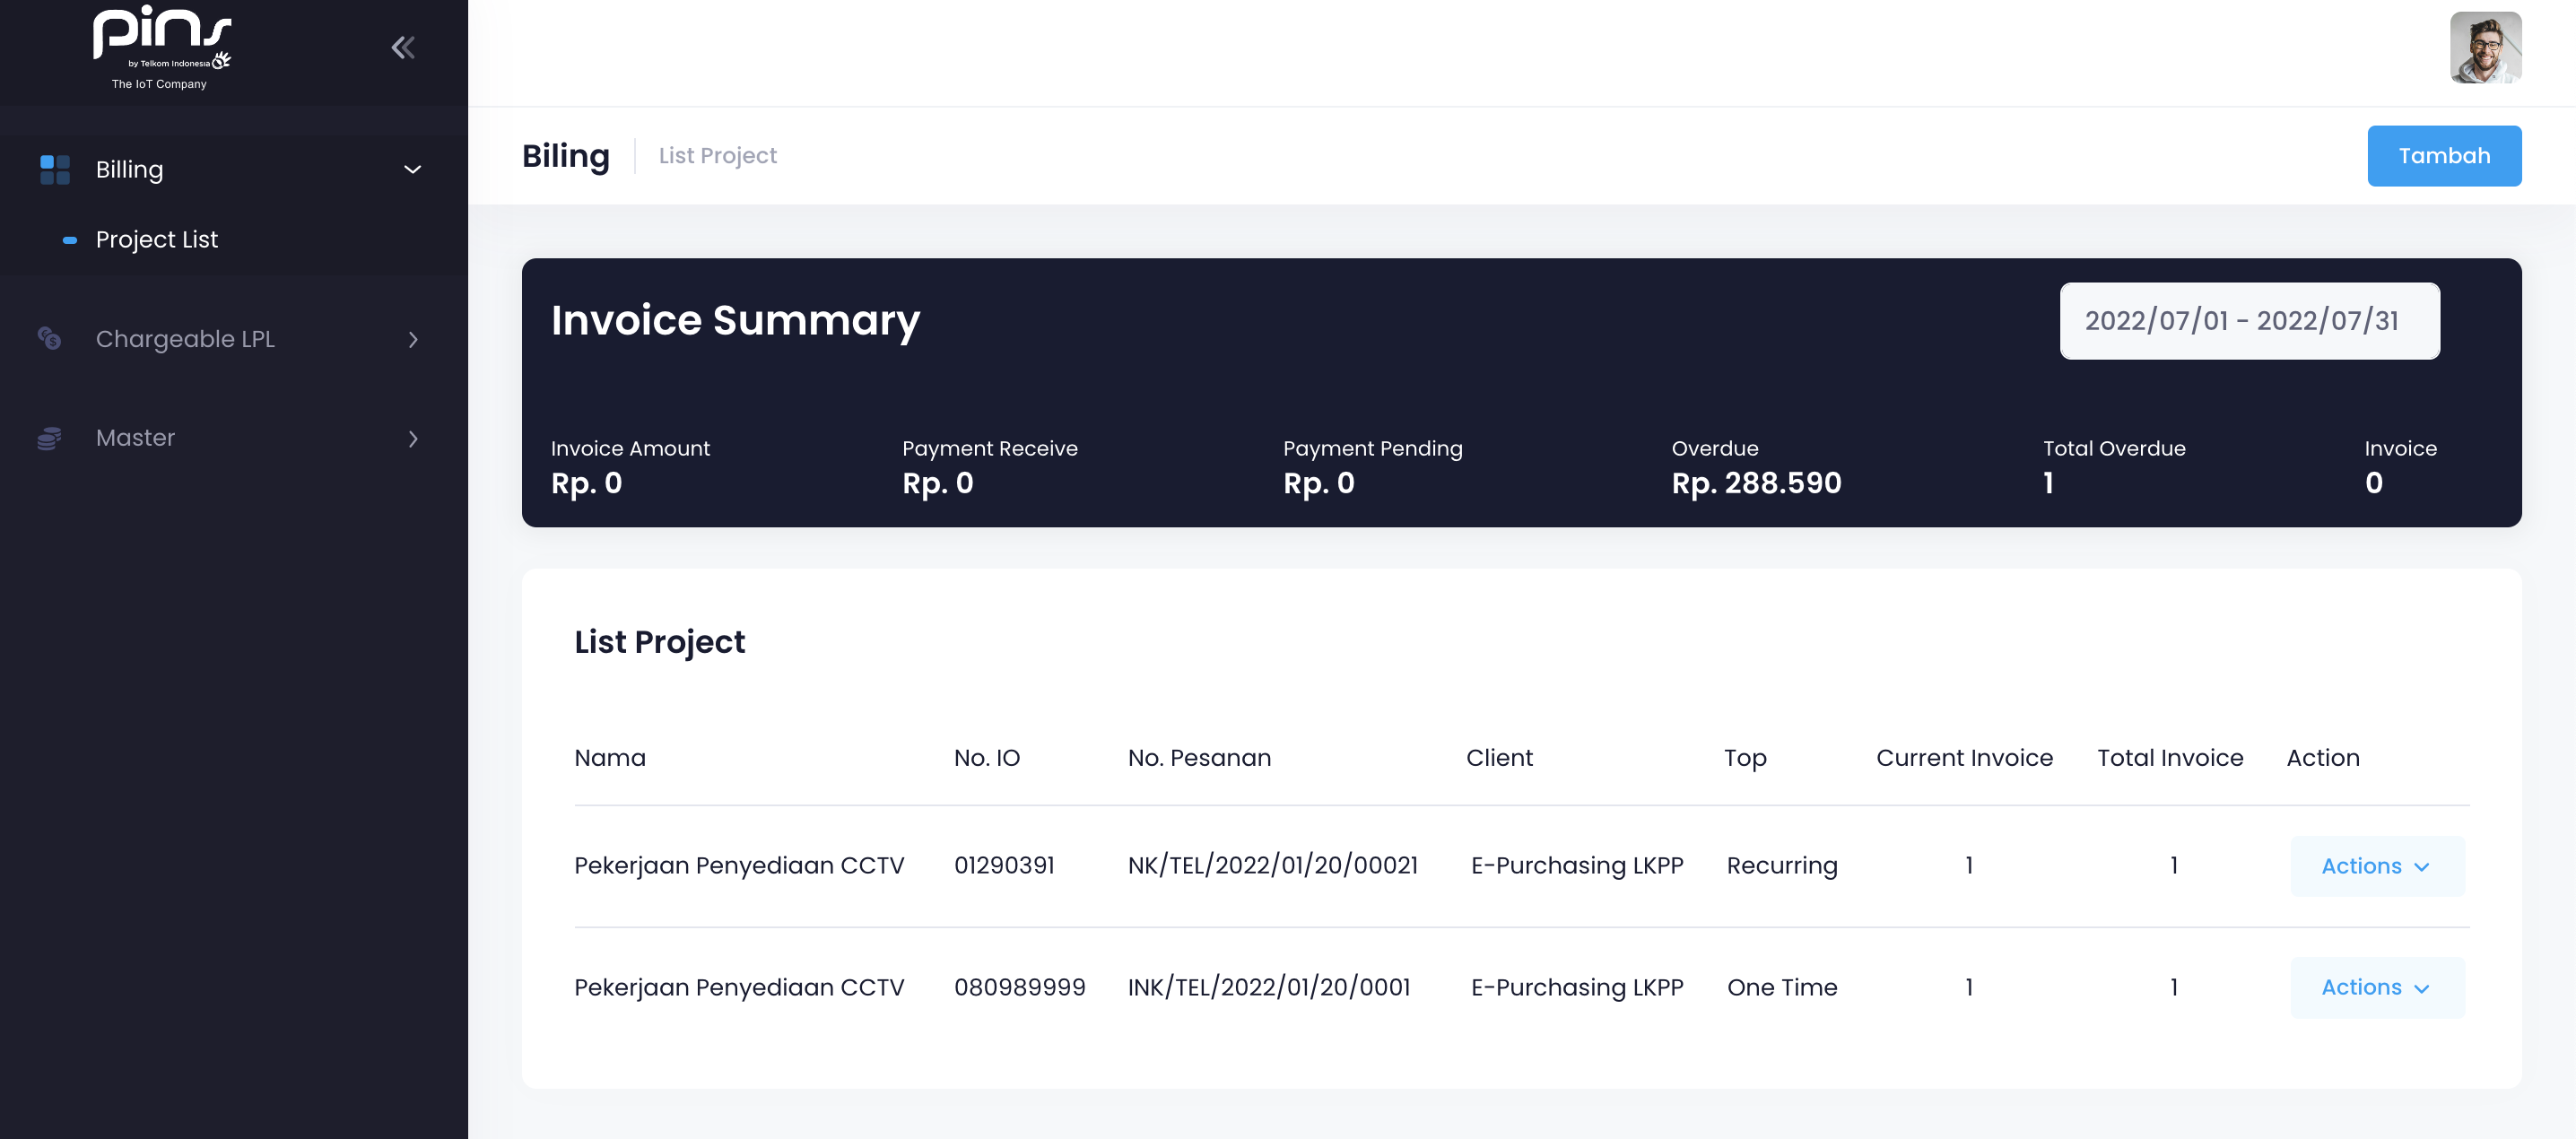 pins
by Telkom Indonesia
The IoT Company
Billing
Project List
Chargeable LPL
Master
Biling
List Project
Tambah
Invoice Summary
2022/07/01 - 2022/07/31
Invoice Amount Payment Receive Payment Pending Overdue Total Overdue Invoice
Rp. 0 Rp. 0 Rp. 0 Rp. 288.590 1 0
List Project
Nama No. IO No. Pesanan Client Top Current Invoice Total Invoice Action
Pekerjaan Penyediaan CCTV 01290391 NK/TEL/2022/01/20/00021 E-Purchasing LKPP Recurring 1 1 Actions
Pekerjaan Penyediaan CCTV 080989999 INK/TEL/2022/01/20/0001 E-Purchasing LKPP One Time 1 1 Actions